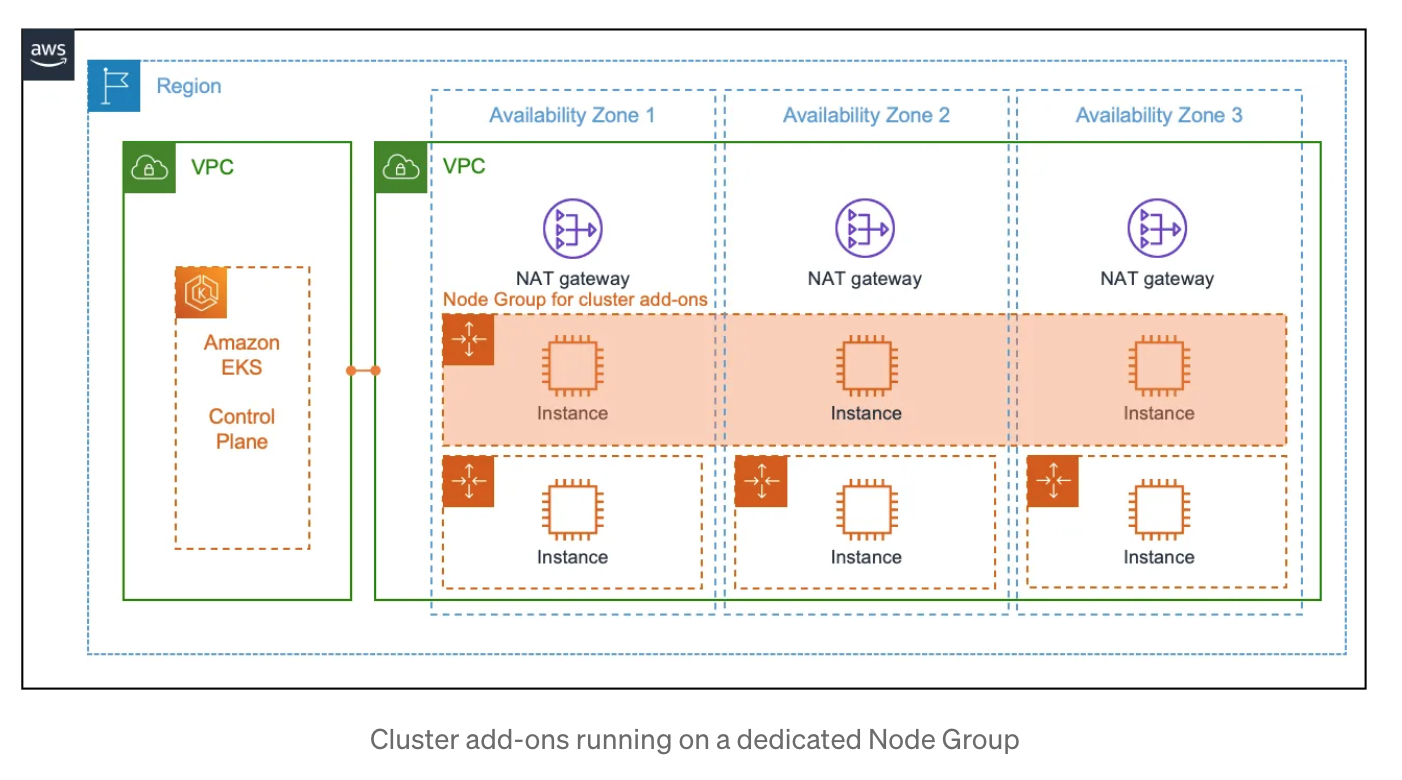 aws
Region
Availability Zone 1
Availability Zone 2
Availability Zone 3
VPC
VPC
NAT gateway
NAT gateway
NAT gateway
Node Group for cluster add-ons
Amazon
EKS
Control
Plane
Instance
Instance
Instance
Instance
Instance
Instance
Cluster add-ons running on a dedicated Node Group